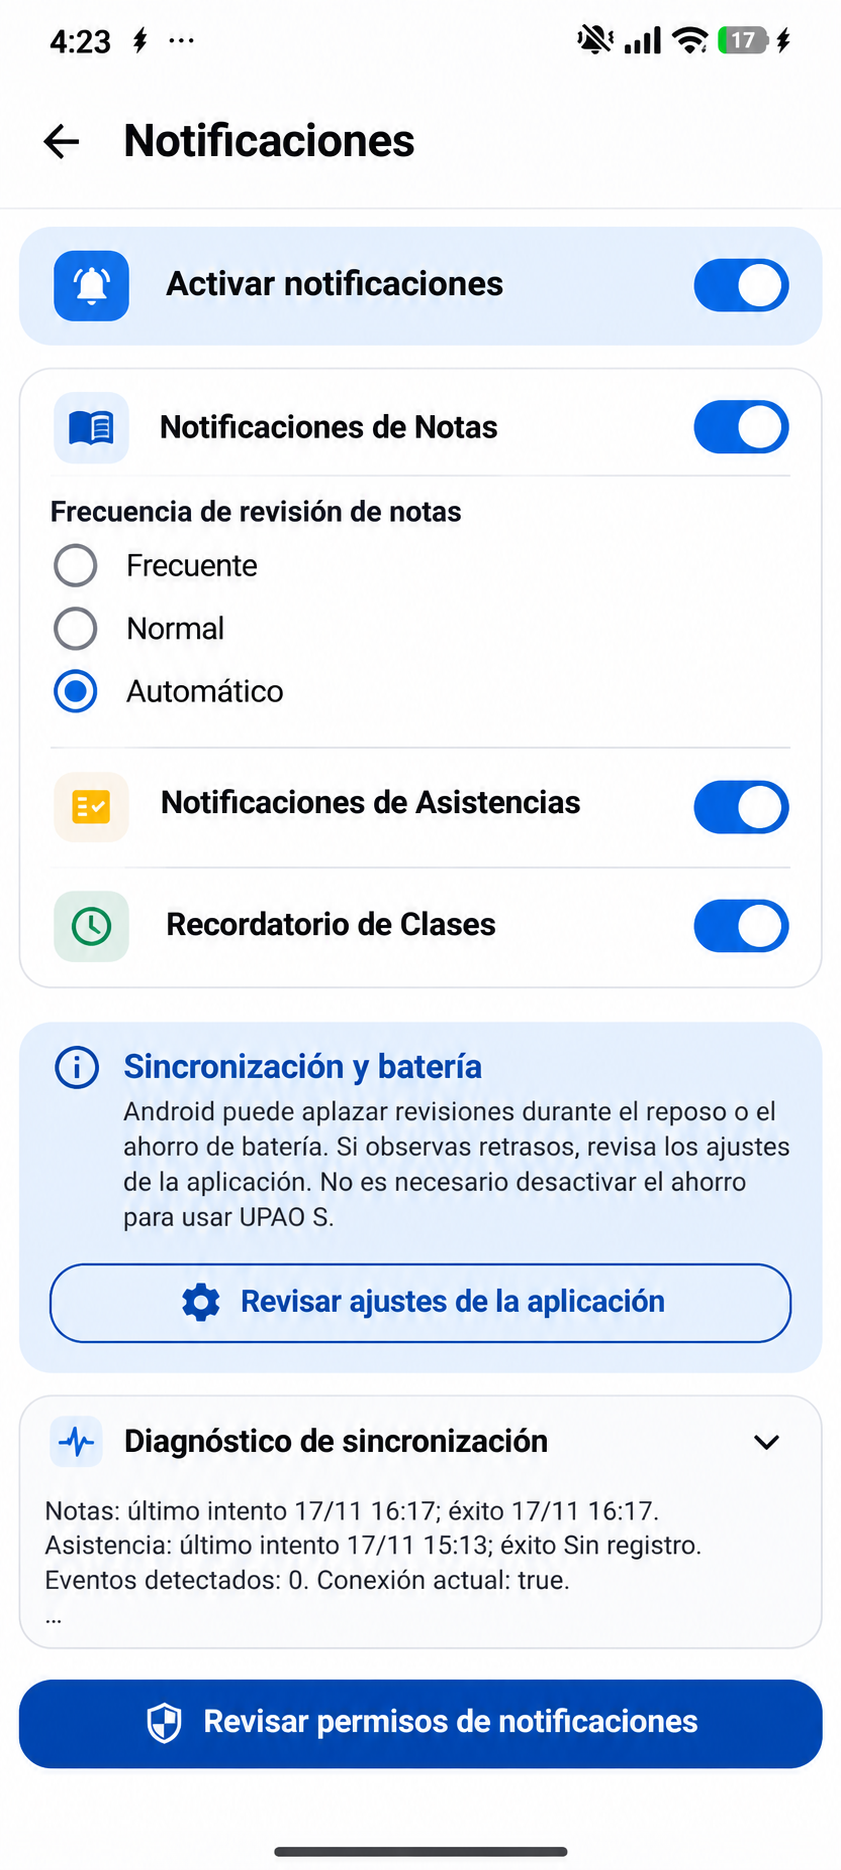 4:23 ...
17
Notificaciones
Activar notificaciones
Notificaciones de Notas
Frecuencia de revisión de notas
Frecuente
Normal
Automático
Notificaciones de Asistencias
Recordatorio de Clases
Sincronización y batería
Android puede aplazar revisiones durante el reposo o el
ahorro de batería. Si observas retrasos, revisa los ajustes
de la aplicación. No es necesario desactivar el ahorro
para usar UPAO S.
Revisar ajustes de la aplicación
Diagnóstico de sincronización
Notas: último intento 17/11 16:17; éxito 17/11 16:17.
Asistencia: último intento 17/11 15:13; éxito Sin registro.
Eventos detectados: 0. Conexión actual: true.
...
Revisar permisos de notificaciones